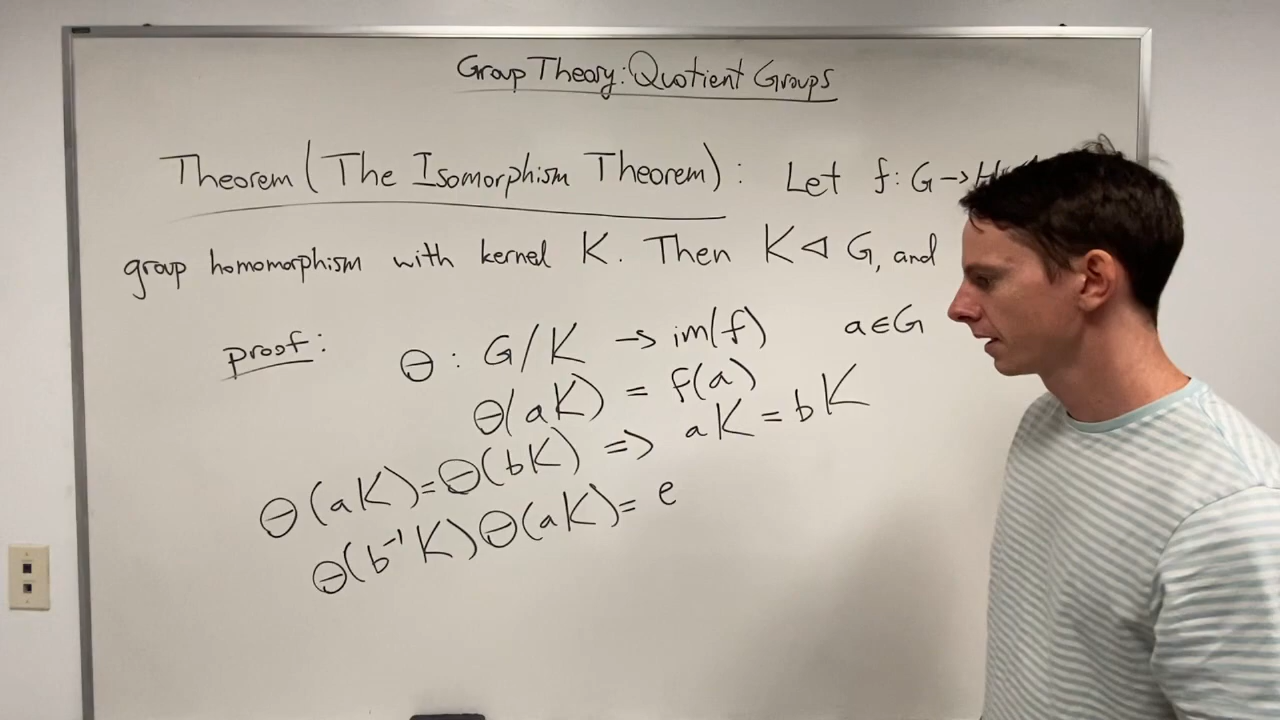 Group Theory: Quotient Groups
Theorem (The Isomorphism Theorem): Let f: G → H
group homomorphism with kernel K. Then K ◁ G, and
proof: Θ : G/K → im(f) a ∈ G
Θ(aK) = f(a)
Θ(aK) = Θ(bK) => aK = bK
Θ(b⁻¹K)Θ(aK) = e